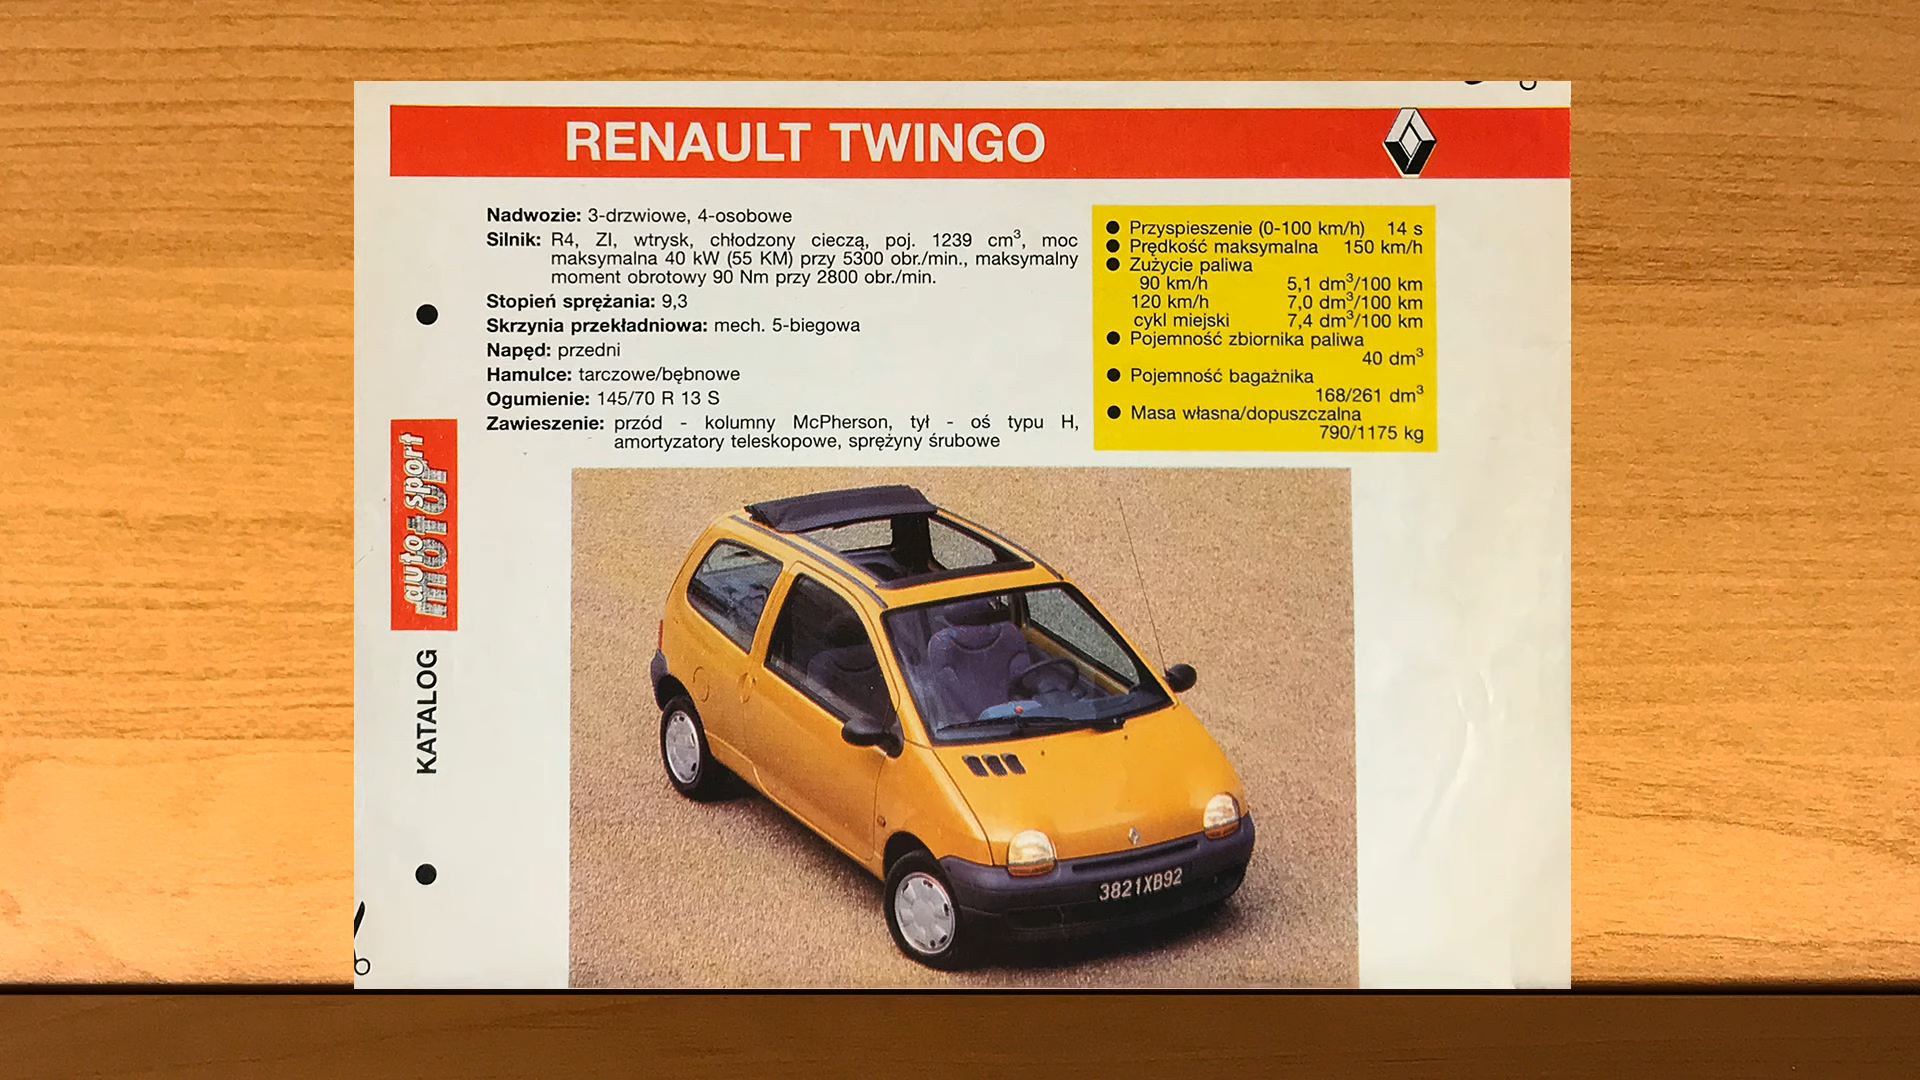 RENAULT TWINGO
Nadwozie: 3-drzwiowe, 4-osobowe
Silnik: R4, ZI, wtrysk, chłodzony cieczą, poj. 1239 cm³, moc
maksymalna 40 kW (55 KM) przy 5300 obr./min., maksymalny
moment obrotowy 90 Nm przy 2800 obr./min.
Stopień sprężania: 9,3
Skrzynia przekładniowa: mech. 5-biegowa
Napęd: przedni
Hamulce: tarczowe/bębnowe
Ogumienie: 145/70 R 13 S
Zawieszenie: przód - kolumny McPherson, tył - oś typu H,
amortyzatory teleskopowe, sprężyny śrubowe
● Przyspieszenie (0-100 km/h) 14 s
● Prędkość maksymalna 150 km/h
● Zużycie paliwa
90 km/h 5,1 dm³/100 km
120 km/h 7,0 dm³/100 km
cykl miejski 7,4 dm³/100 km
● Pojemność zbiornika paliwa
40 dm³
● Pojemność bagażnika
168/261 dm³
● Masa własna/dopuszczalna
790/1175 kg
auto sport
motor
KATALOG
3821XB92